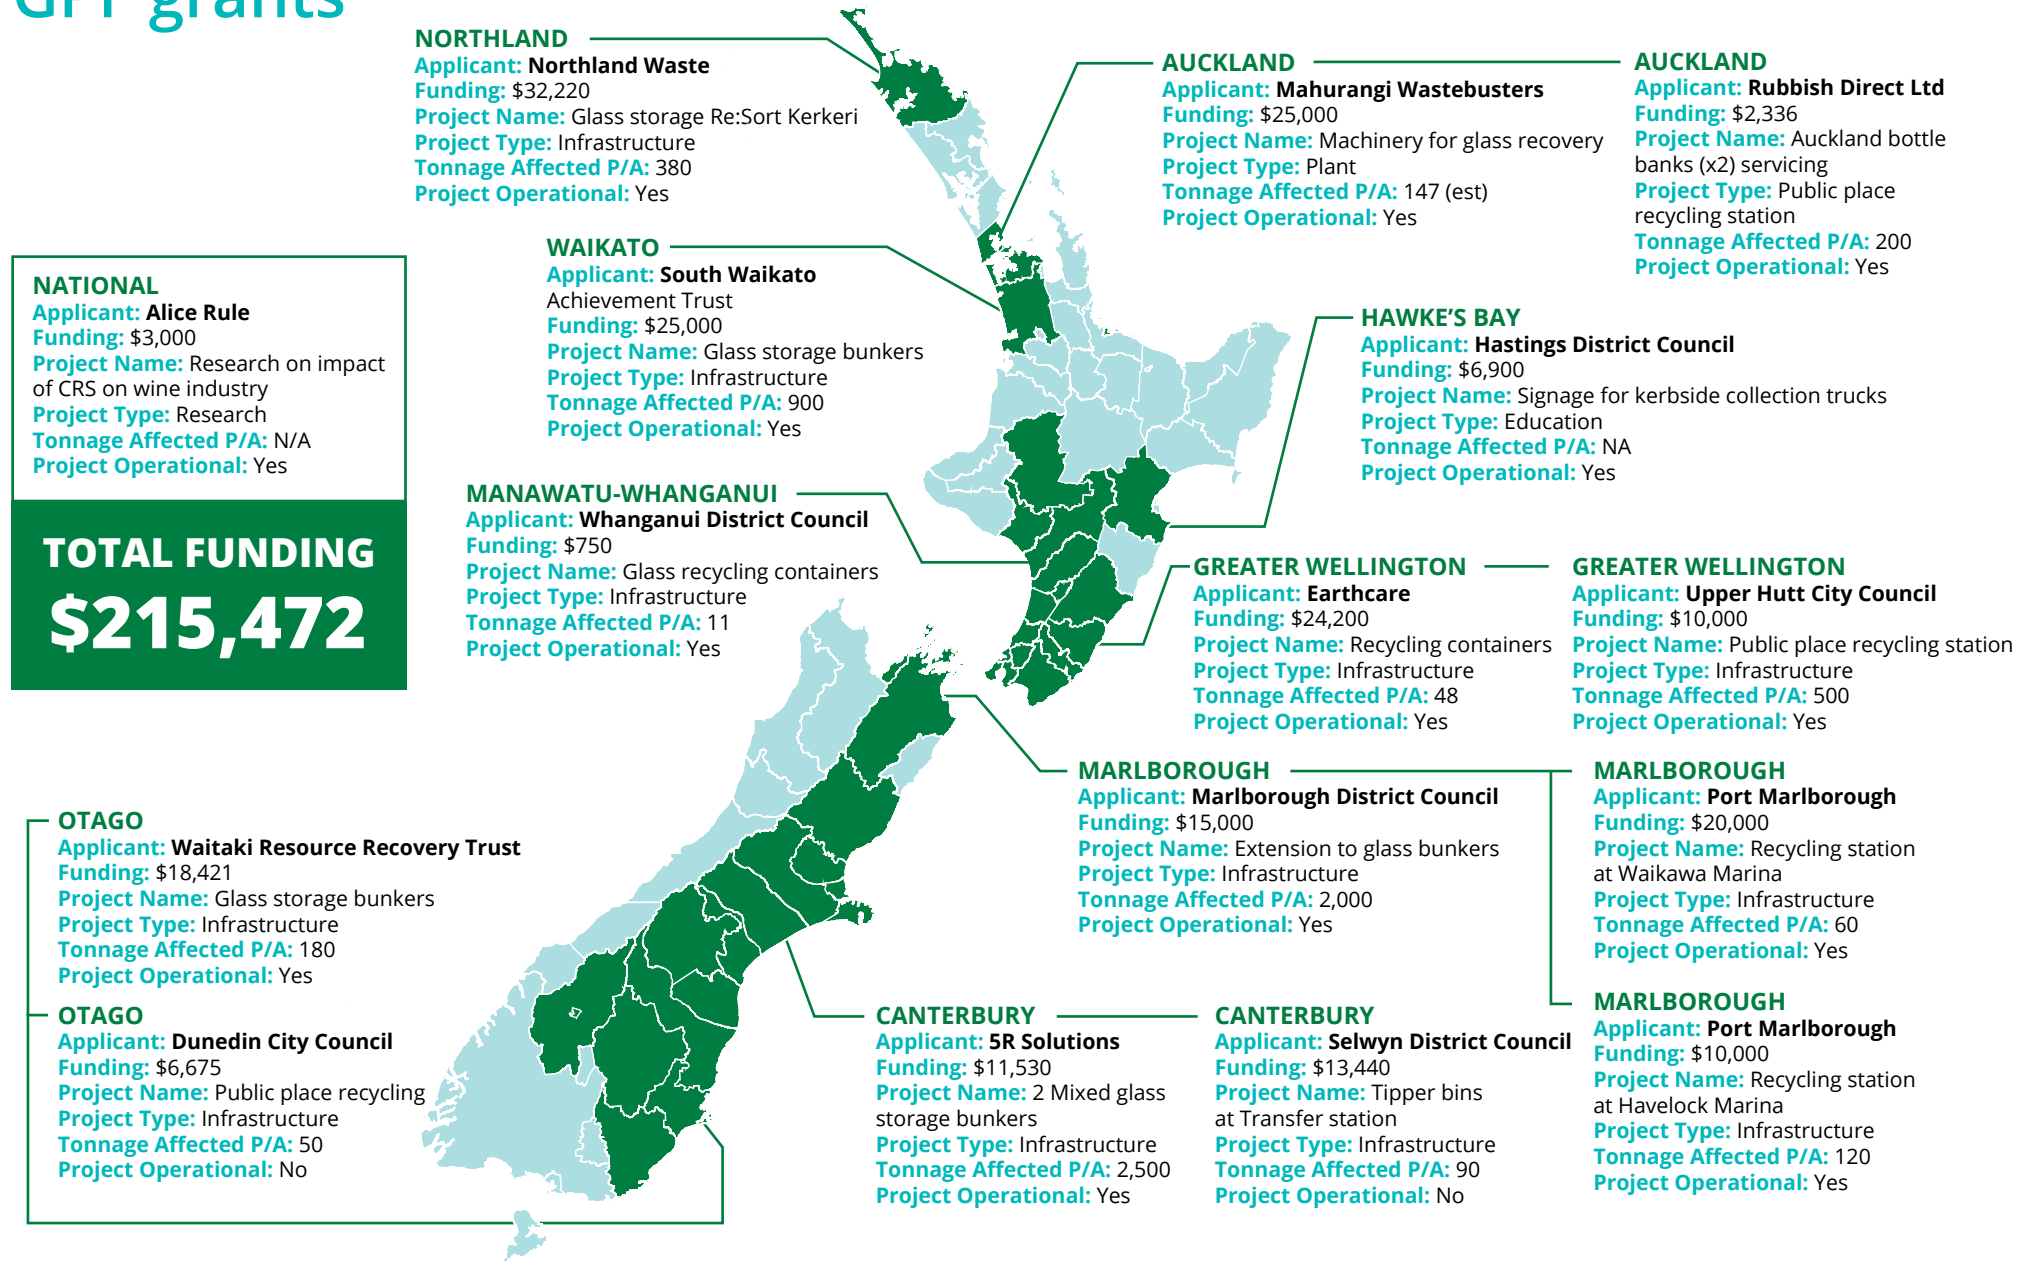 GPF grants
NORTHLAND
Applicant: Northland Waste
Funding: $32,220
Project Name: Glass storage Re:Sort Kerkeri
Project Type: Infrastructure
Tonnage Affected P/A: 380
Project Operational: Yes
AUCKLAND
Applicant: Mahurangi Wastebusters
Funding: $25,000
Project Name: Machinery for glass recovery
Project Type: Plant
Tonnage Affected P/A: 147 (est)
Project Operational: Yes
AUCKLAND
Applicant: Rubbish Direct Ltd
Funding: $2,336
Project Name: Auckland bottle
banks (x2) servicing
Project Type: Public place
recycling station
Tonnage Affected P/A: 200
Project Operational: Yes
WAIKATO
Applicant: South Waikato
Achievement Trust
Funding: $25,000
Project Name: Glass storage bunkers
Project Type: Infrastructure
Tonnage Affected P/A: 900
Project Operational: Yes
NATIONAL
Applicant: Alice Rule
Funding: $3,000
Project Name: Research on impact
of CRS on wine industry
Project Type: Research
Tonnage Affected P/A: N/A
Project Operational: Yes
TOTAL FUNDING
$215,472
HAWKE'S BAY
Applicant: Hastings District Council
Funding: $6,900
Project Name: Signage for kerbside collection trucks
Project Type: Education
Tonnage Affected P/A: NA
Project Operational: Yes
MANAWATU-WHANGANUI
Applicant: Whanganui District Council
Funding: $750
Project Name: Glass recycling containers
Project Type: Infrastructure
Tonnage Affected P/A: 11
Project Operational: Yes
GREATER WELLINGTON
Applicant: Earthcare
Funding: $24,200
Project Name: Recycling containers
Project Type: Infrastructure
Tonnage Affected P/A: 48
Project Operational: Yes
GREATER WELLINGTON
Applicant: Upper Hutt City Council
Funding: $10,000
Project Name: Public place recycling station
Project Type: Infrastructure
Tonnage Affected P/A: 500
Project Operational: Yes
MARLBOROUGH
Applicant: Marlborough District Council
Funding: $15,000
Project Name: Extension to glass bunkers
Project Type: Infrastructure
Tonnage Affected P/A: 2,000
Project Operational: Yes
MARLBOROUGH
Applicant: Port Marlborough
Funding: $20,000
Project Name: Recycling station
at Waikawa Marina
Project Type: Infrastructure
Tonnage Affected P/A: 60
Project Operational: Yes
OTAGO
Applicant: Waitaki Resource Recovery Trust
Funding: $18,421
Project Name: Glass storage bunkers
Project Type: Infrastructure
Tonnage Affected P/A: 180
Project Operational: Yes
OTAGO
Applicant: Dunedin City Council
Funding: $6,675
Project Name: Public place recycling
Project Type: Infrastructure
Tonnage Affected P/A: 50
Project Operational: No
CANTERBURY
Applicant: 5R Solutions
Funding: $11,530
Project Name: 2 Mixed glass
storage bunkers
Project Type: Infrastructure
Tonnage Affected P/A: 2,500
Project Operational: Yes
CANTERBURY
Applicant: Selwyn District Council
Funding: $13,440
Project Name: Tipper bins
at Transfer station
Project Type: Infrastructure
Tonnage Affected P/A: 90
Project Operational: No
MARLBOROUGH
Applicant: Port Marlborough
Funding: $10,000
Project Name: Recycling station
at Havelock Marina
Project Type: Infrastructure
Tonnage Affected P/A: 120
Project Operational: Yes